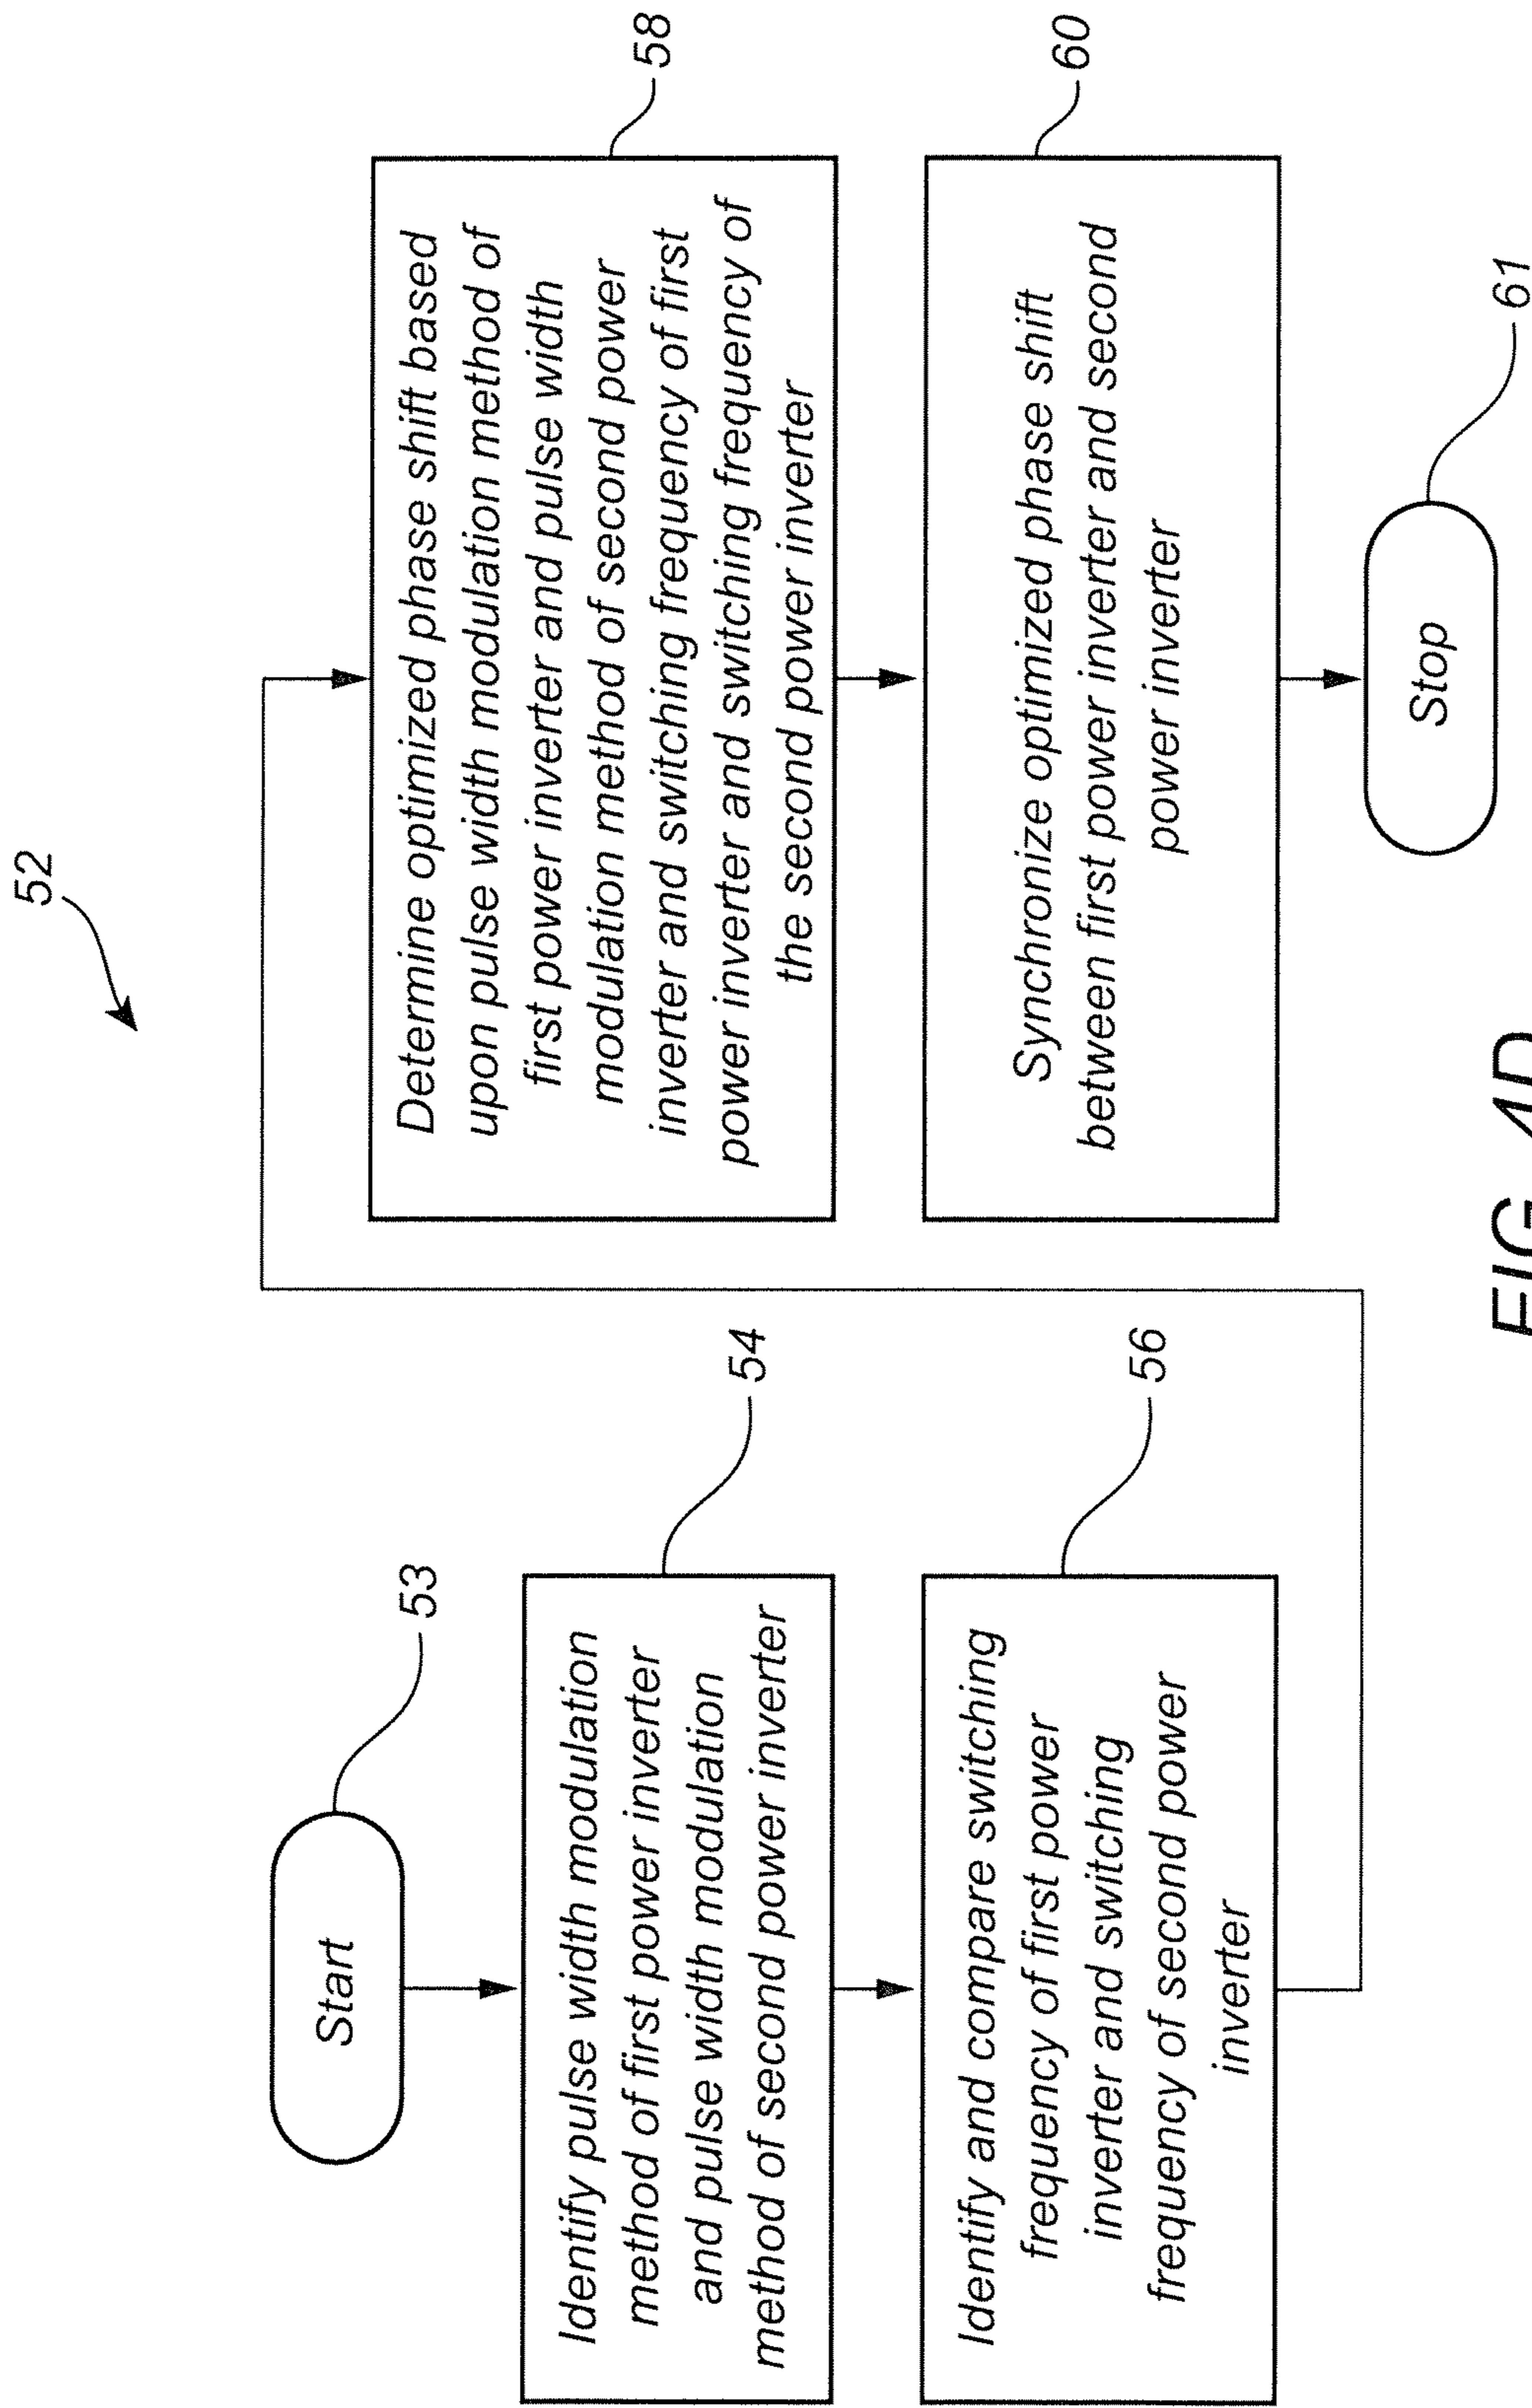 52
Start
53
Identify pulse width modulation
method of first power inverter
and pulse width modulation
method of second power inverter
54
Identify and compare switching
frequency of first power
inverter and switching
frequency of second power
inverter
56
Determine optimized phase shift based
upon pulse width modulation method of
first power inverter and pulse width
modulation method of second power
inverter and switching frequency of first
power inverter and switching frequency of
the second power inverter
58
Synchronize optimized phase shift
between first power inverter and second
power inverter
60
Stop
61